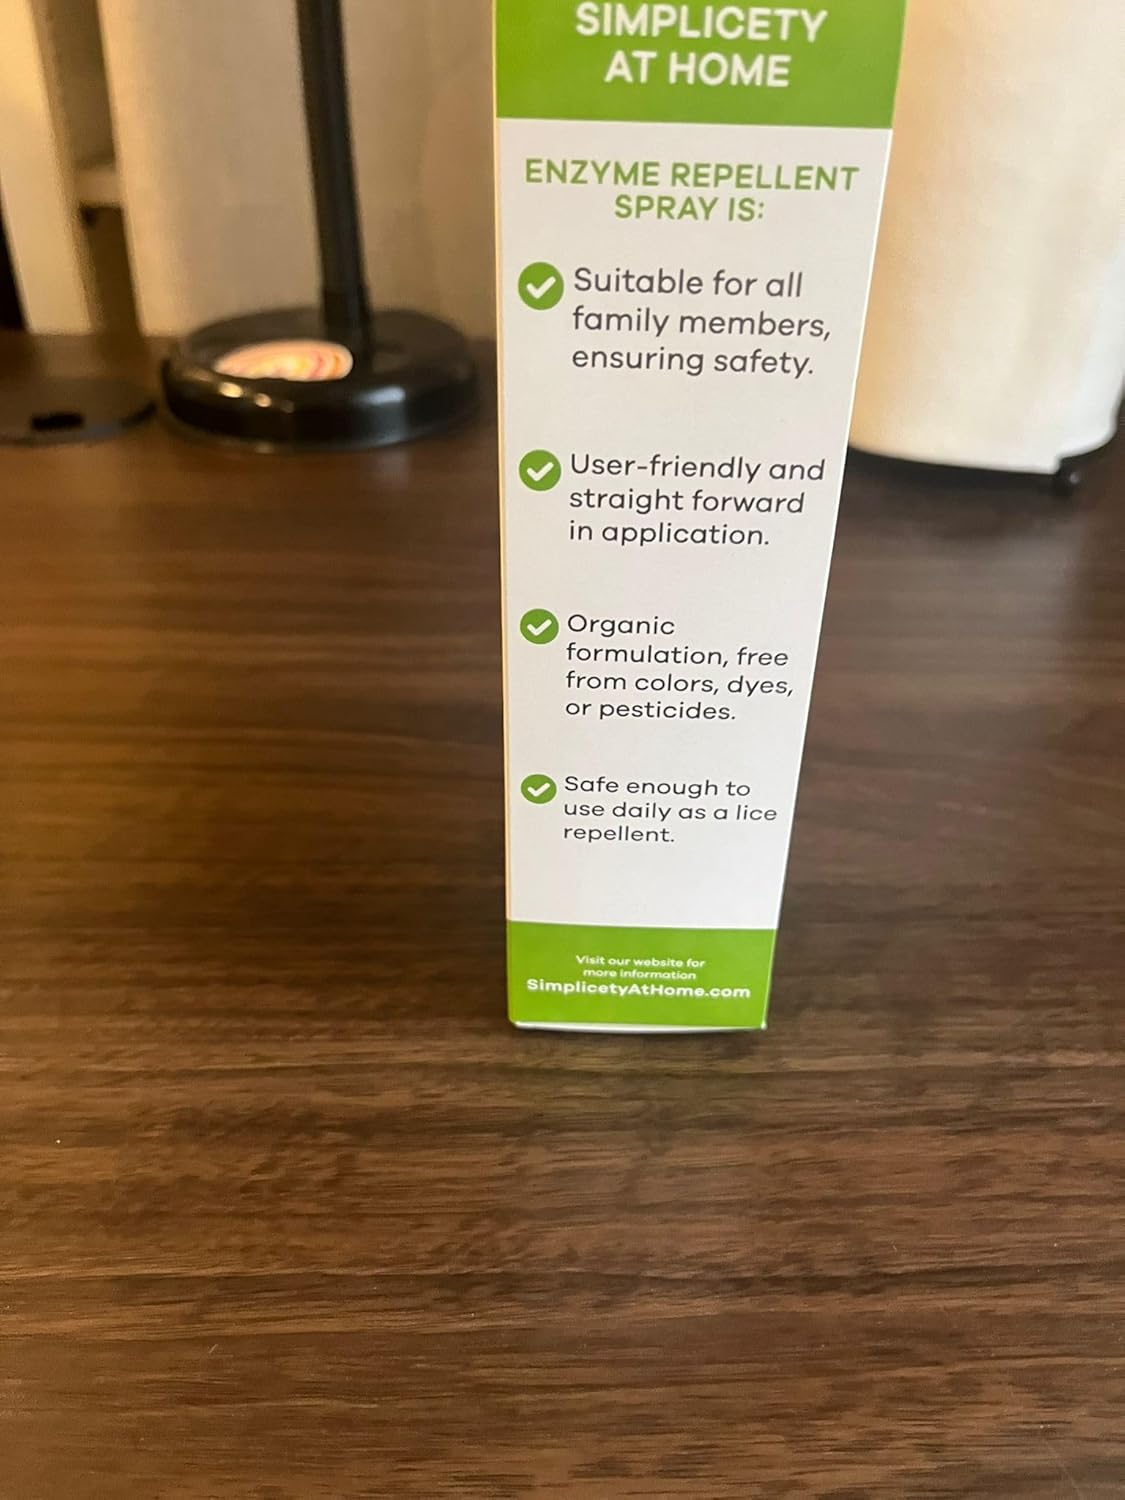 SIMPLICETY
AT HOME
ENZYME REPELLENT
SPRAY IS:
Suitable for all
family members,
ensuring safety.
User-friendly and
straight forward
in application.
Organic
formulation, free
from colors, dyes,
or pesticides.
Safe enough to
use daily as a lice
repellent.
Visit our website for
more information
SimplicetyAtHome.com